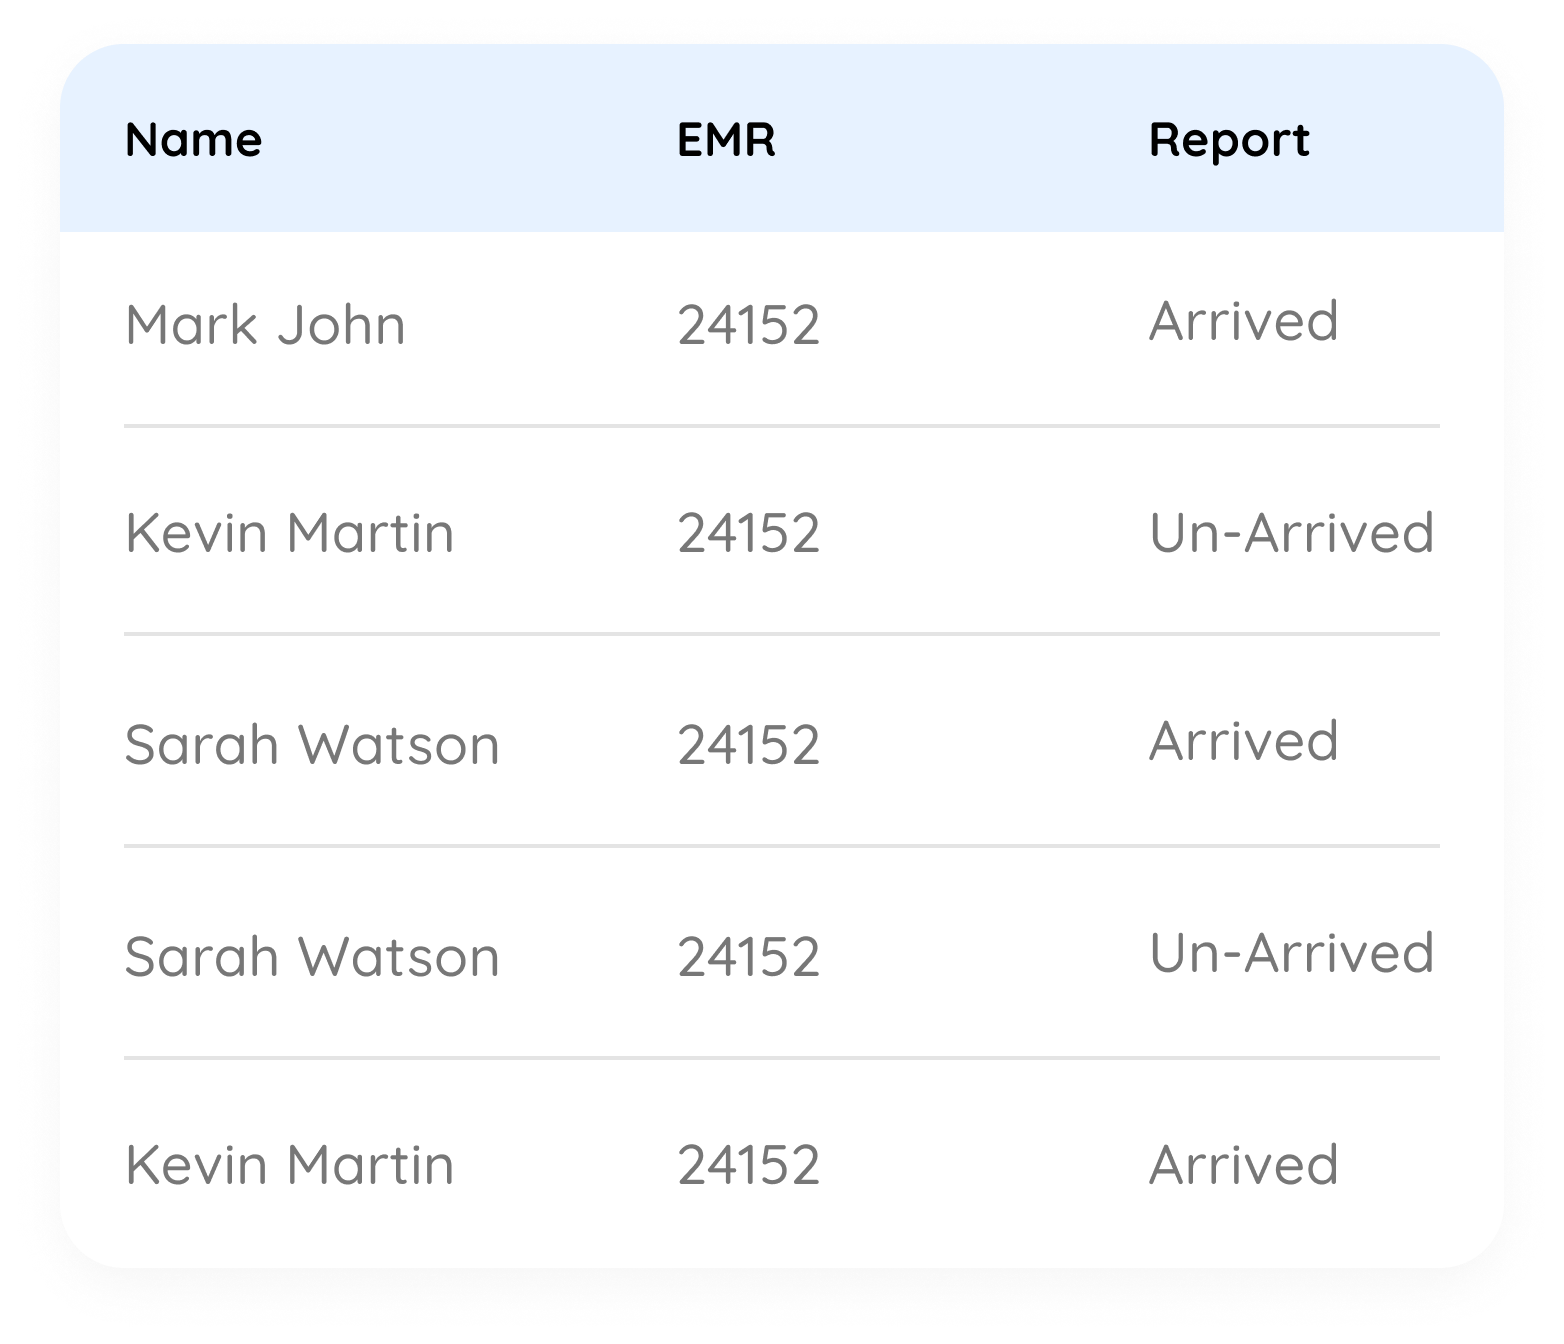 Name EMR Report
Mark John 24152 Arrived
Kevin Martin 24152 Un-Arrived
Sarah Watson 24152 Arrived
Sarah Watson 24152 Un-Arrived
Kevin Martin 24152 Arrived